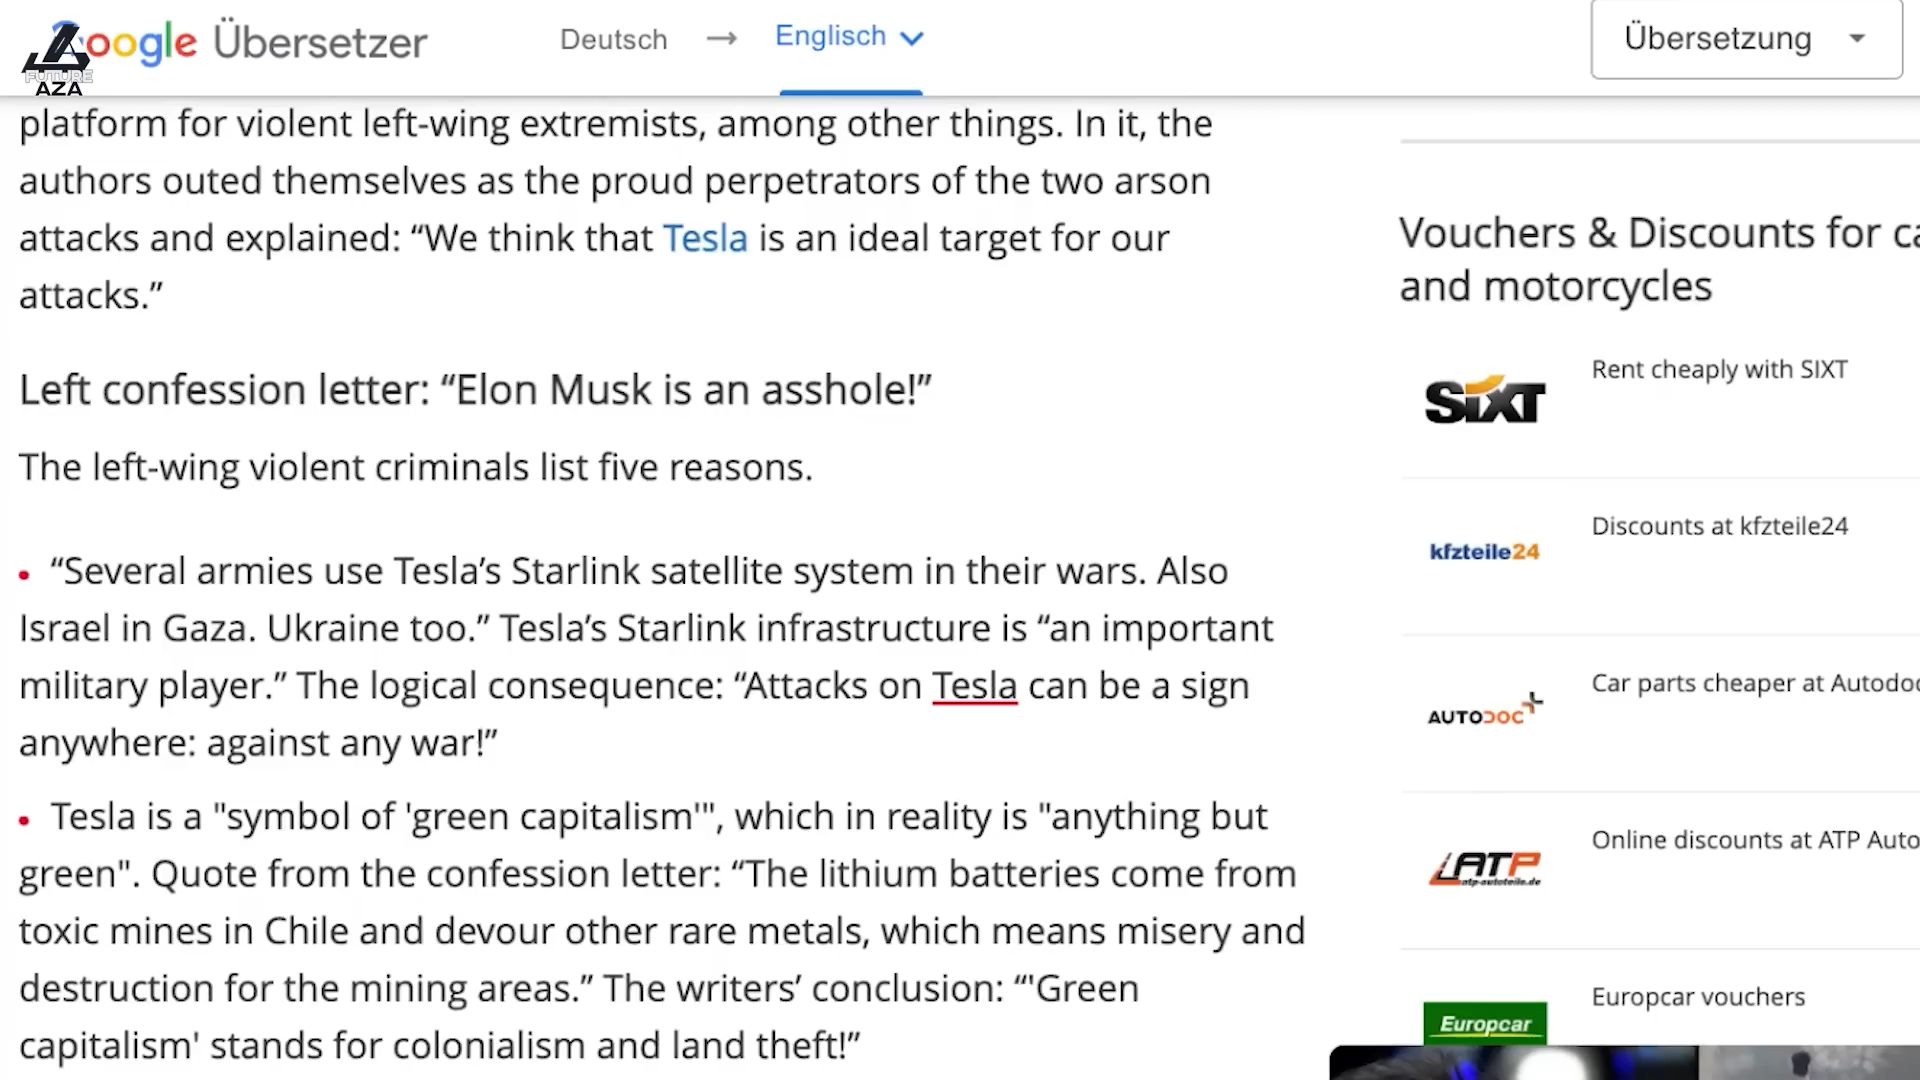 Google Übersetzer
Deutsch → Englisch
Übersetzung
FUTURE
AZA
platform for violent left-wing extremists, among other things. In it, the
authors outed themselves as the proud perpetrators of the two arson
attacks and explained: “We think that Tesla is an ideal target for our
attacks.”
Left confession letter: “Elon Musk is an asshole!”
The left-wing violent criminals list five reasons.
• “Several armies use Tesla’s Starlink satellite system in their wars. Also
Israel in Gaza. Ukraine too.” Tesla’s Starlink infrastructure is “an important
military player.” The logical consequence: “Attacks on Tesla can be a sign
anywhere: against any war!”
• Tesla is a "symbol of 'green capitalism'", which in reality is "anything but
green". Quote from the confession letter: “The lithium batteries come from
toxic mines in Chile and devour other rare metals, which means misery and
destruction for the mining areas.” The writers’ conclusion: “'Green
capitalism' stands for colonialism and land theft!”
Vouchers & Discounts for ca
and motorcycles
SIXT
Rent cheaply with SIXT
kfzteile24
Discounts at kfzteile24
AUTODOC
Car parts cheaper at Autodoc
ATP
atp-autoteile.de
Online discounts at ATP Auto
Europcar
Europcar vouchers